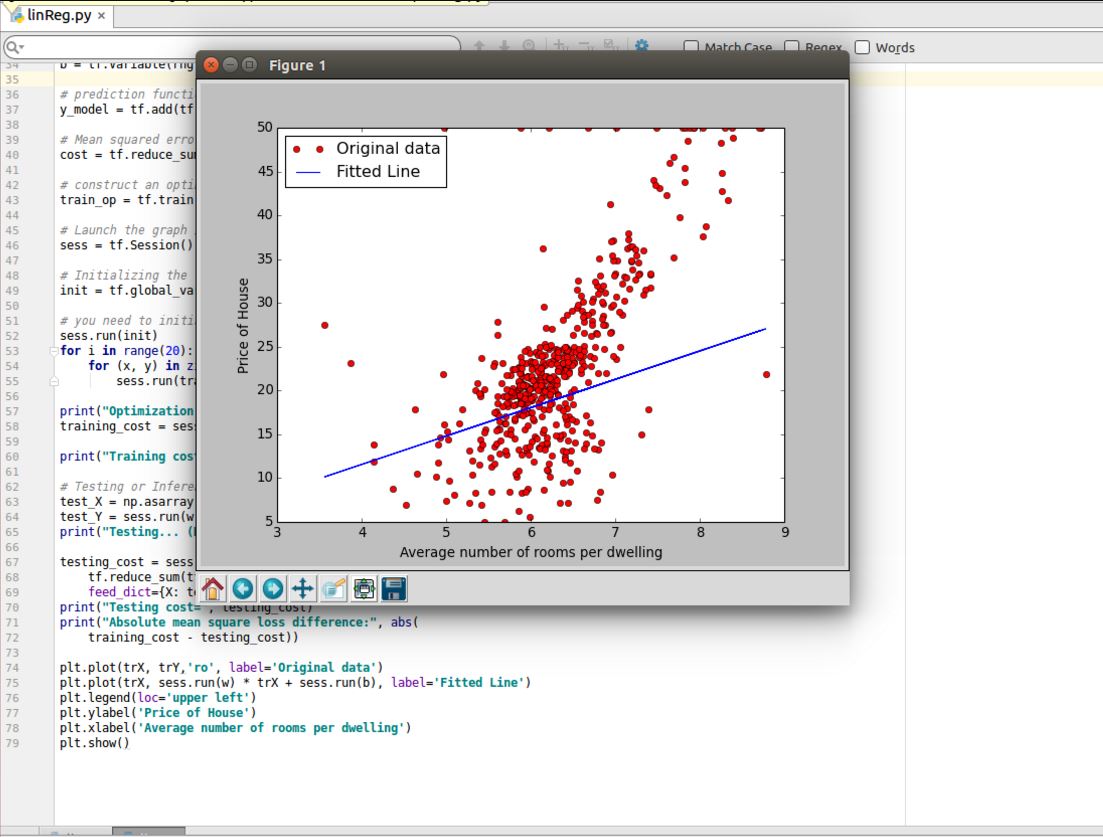 linReg.py
Match Case Regex Words
34
35
36 # prediction functi
37 y_model = tf.add(tf
38
39 # Mean squared erro
40 cost = tf.reduce_sum
41
42 # construct an opti
43 train_op = tf.train
44
45 # Launch the graph
46 sess = tf.Session()
47
48 # Initializing the
49 init = tf.global_va
50
51 # you need to initi
52 sess.run(init)
53 for i in range(20):
54 for (x, y) in z
55 sess.run(tra
56
57 print("Optimization
58 training_cost = sess
59
60 print("Training cost
61
62 # Testing or Infere
63 test_X = np.asarray
64 test_Y = sess.run(w
65 print("Testing... (
66
67 testing_cost = sess
68 tf.reduce_sum(t
69 feed_dict={X: te
70 print("Testing cost=", testing_cost)
71 print("Absolute mean square loss difference:", abs(
72 training_cost - testing_cost))
73
74 plt.plot(trX, trY,'ro', label='Original data')
75 plt.plot(trX, sess.run(w) * trX + sess.run(b), label='Fitted Line')
76 plt.legend(loc='upper left')
77 plt.ylabel('Price of House')
78 plt.xlabel('Average number of rooms per dwelling')
79 plt.show()
Figure 1
Original data
Fitted Line
50
45
40
35
30
25
20
15
10
5
Price of House
3 4 5 6 7 8 9
Average number of rooms per dwelling